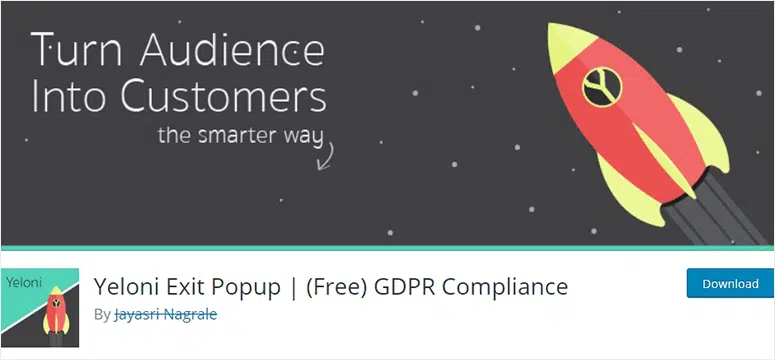 Turn Audience
Into Customers
the smarter way
Yeloni
Yeloni Exit Popup | (Free) GDPR Compliance
Download
By Jayasri Nagrale